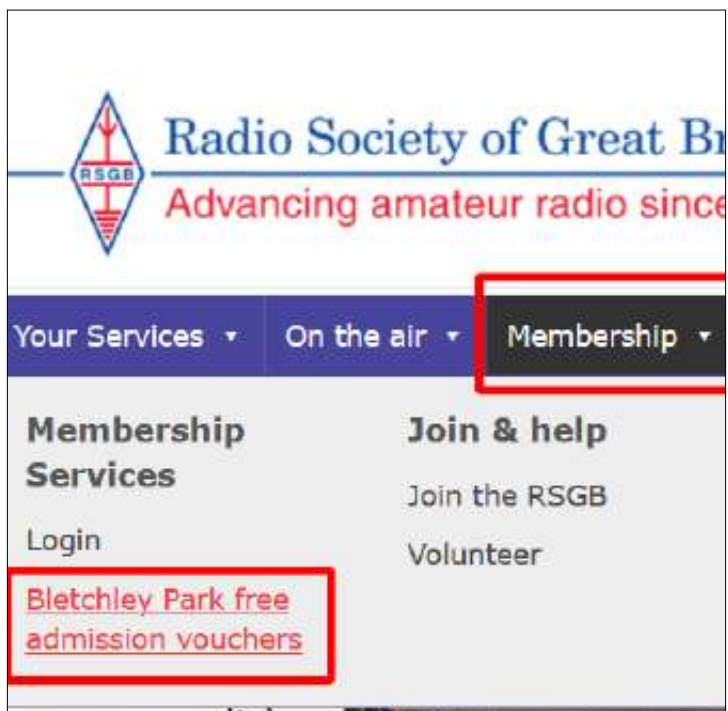 Radio Society of Great
RSGB
Advancing amateur radio since
Your Services On the air Membership
Membership
Services
Login
Bletchley Park free
admission vouchers
Join & help
Join the RSGB
Volunteer